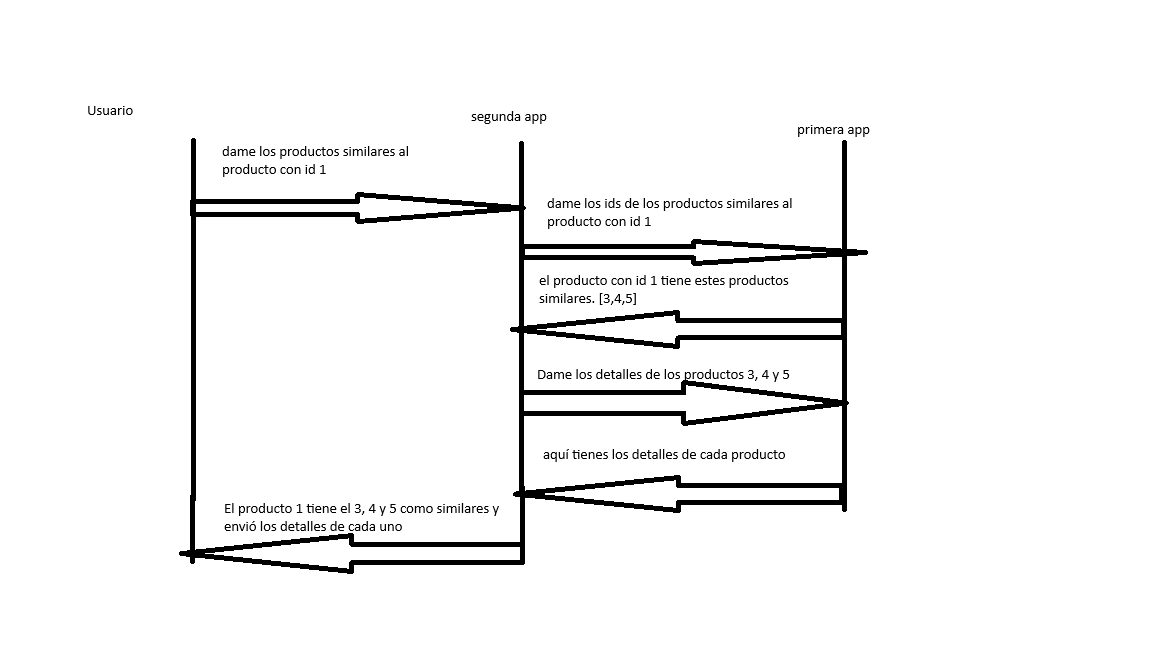 Usuario
segunda app
primera app
dame los productos similares al
producto con id 1
dame los ids de los productos similares al
producto con id 1
el producto con id 1 tiene estes productos
similares. [3,4,5]
Dame los detalles de los productos 3, 4 y 5
aquí tienes los detalles de cada producto
El producto 1 tiene el 3, 4 y 5 como similares y
envió los detalles de cada uno